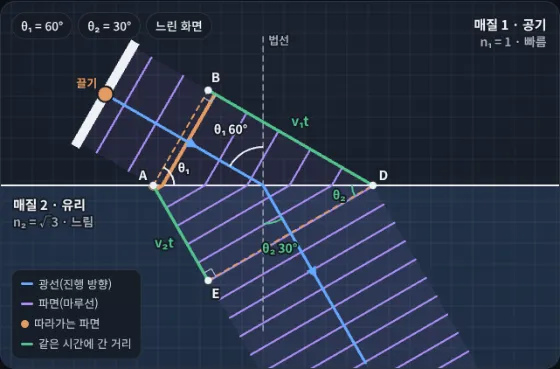 θ₁ = 60°
θ₂ = 30°
느린 화면
법선
매질 1 · 공기
n₁ = 1 · 빠름
끌기
B
v₁t
θ₁ 60°
A
θ₁
D
θ₂
매질 2 · 유리
n₂ = √3 · 느림
v₂t
θ₂ 30°
E
광선(진행 방향)
파면(마루선)
따라가는 파면
같은 시간에 간 거리